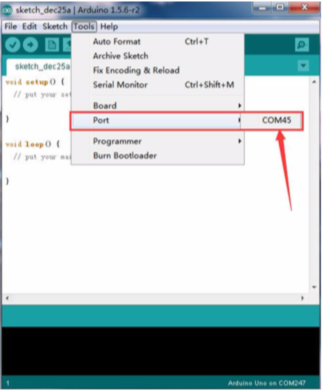 sketch_dec25a | Arduino 1.5.6-r2
File Edit Sketch Tools Help
Auto Format Ctrl+T
Archive Sketch
Fix Encoding & Reload
Serial Monitor Ctrl+Shift+M
Board
Port COM45
Programmer
Burn Bootloader
sketch_dec25a
void setup() {
// put your set
}
void loop() {
// put your mai
}
1 Arduino Uno on COM247